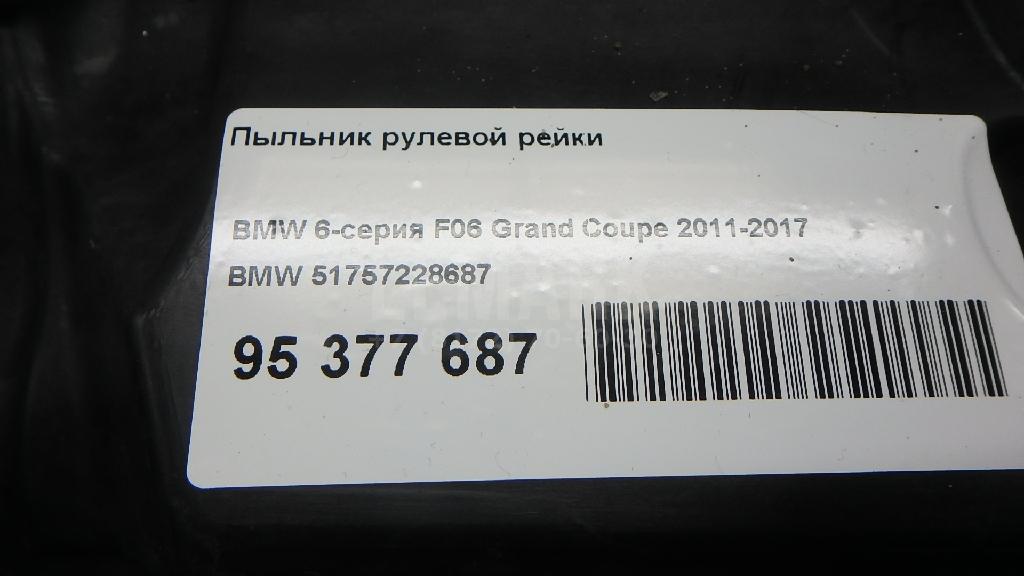 Пыльник рулевой рейки
BMW 6-серия F06 Grand Coupe 2011-2017
BMW 51757228687
95 377 687